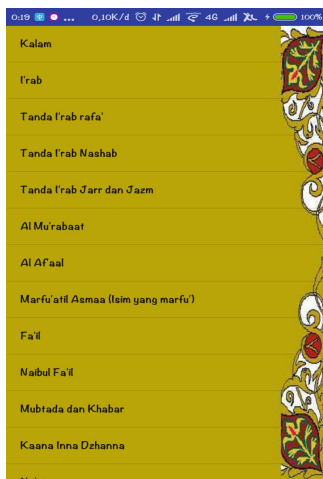 0:19 ... 0,10K/d 4G 100%
Kalam
I'rab
Tanda I'rab rafa'
Tanda I'rab Nashab
Tanda I'rab Jarr dan Jazm
Al Mu'rabaat
Al Af'aal
Marfu'atil Asmaa (Isim yang marfu')
Fa'il
Naibul Fa'il
Mubtada dan Khabar
Kaana Inna Dzhanna